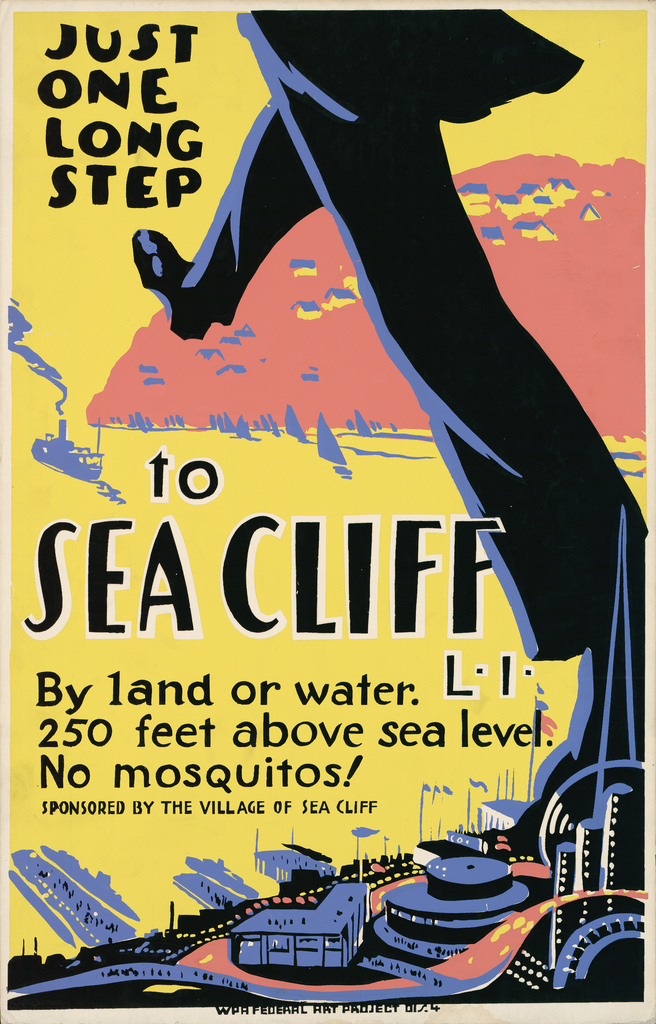 JUST
ONE
LONG
STEP
to
SEA CLIFF
L·I·
By land or water.
250 feet above sea level.
No mosquitos!
SPONSORED BY THE VILLAGE OF SEA CLIFF
WPA FEDERAL ART PROJECT